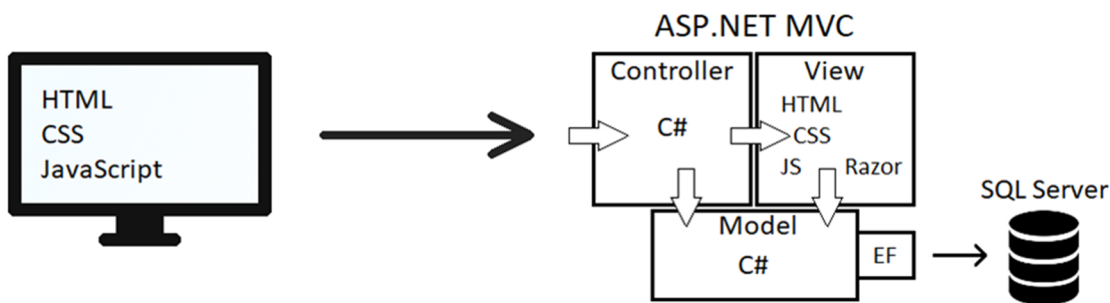 HTML
CSS
JavaScript
ASP.NET MVC
Controller
C#
View
HTML
CSS
JS Razor
Model
C#
EF
SQL Server